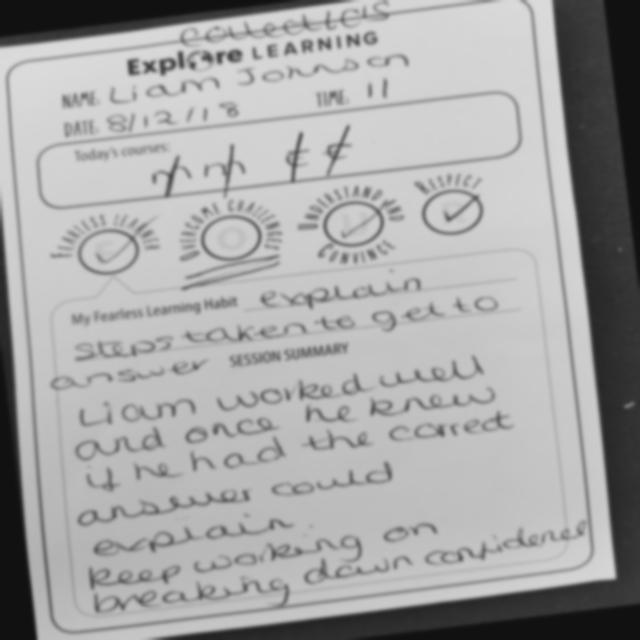 COLLECTIONS
Explore LEARNING
NAME: Liam Johnson
DATE: 8/12/18 TIME: 11
Today's courses:
m m ¢ ¢
FEARLESS LEARNER OVERCOME CHALLENGES UNDERSTAND AND CONVINCE RESPECT
My Fearless Learning Habit explain
steps taken to get to
answer SESSION SUMMARY
Liam worked well
and once he knew
if he had the correct
answer could
explain.
keep working on
breaking down confidence